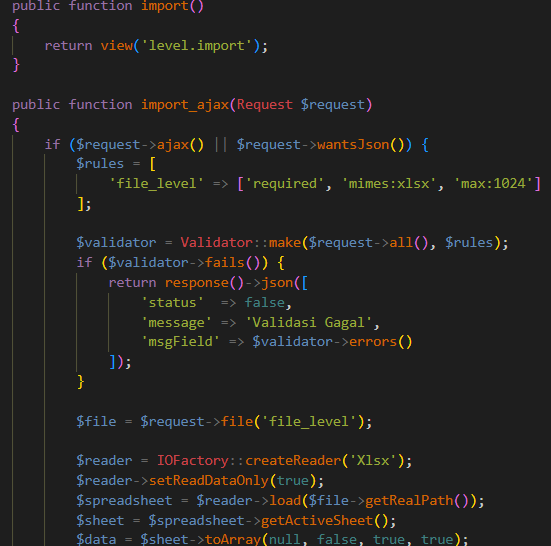 public function import()
{
    return view('level.import');
}

public function import_ajax(Request $request)
{
    if ($request->ajax() || $request->wantsJson()) {
        $rules = [
            'file_level' => ['required', 'mimes:xlsx', 'max:1024']
        ];

        $validator = Validator::make($request->all(), $rules);
        if ($validator->fails()) {
            return response()->json([
                'status'  => false,
                'message' => 'Validasi Gagal',
                'msgField' => $validator->errors()
            ]);
        }

        $file = $request->file('file_level');

        $reader = IOFactory::createReader('Xlsx');
        $reader->setReadDataOnly(true);
        $spreadsheet = $reader->load($file->getRealPath());
        $sheet = $spreadsheet->getActiveSheet();
        $data = $sheet->toArray(null, false, true, true);